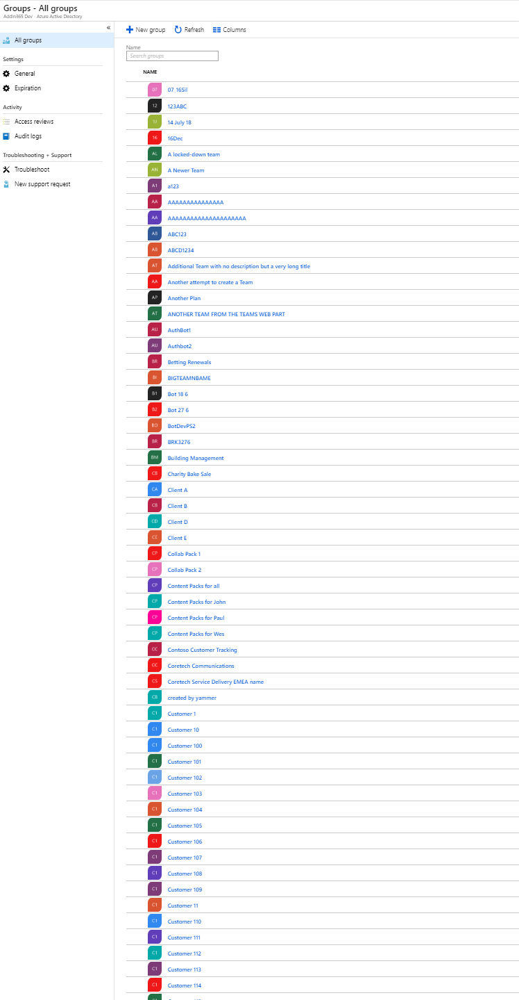 Groups - All groups
Addin365 Dev - Azure Active Directory
«
New group Refresh Columns
All groups
Settings
General
Expiration
Activity
Access reviews
Audit logs
Troubleshooting + Support
Troubleshoot
New support request
Name
Search groups
NAME
07 07_16Sil
12 123ABC
1J 14 July 18
16 16Dec
AL A locked-down team
AN A Newer Team
A1 a123
AA AAAAAAAAAAAAAAA
AA AAAAAAAAAAAAAAAAAAAAA
AB ABC123
AB ABCD1234
AT Additional Team with no description but a very long title
AA Another attempt to create a Team
AP Another Plan
AT ANOTHER TEAM FROM THE TEAMS WEB PART
AU AuthBot1
AU Authbot2
BR Betting Renewals
BI BIGTEAMNBAME
B1 Bot 18 6
B2 Bot 27 6
BO BotDevPS2
BR BRK3276
BM Building Management
CB Charity Bake Sale
CA Client A
CB Client B
CD Client D
CE Client E
CP Collab Pack 1
CP Collab Pack 2
CP Content Packs for all
CP Content Packs for John
CP Content Packs for Paul
CP Content Packs for Wes
CC Contoso Customer Tracking
CC Coretech Communications
CS Coretech Service Delivery EMEA name
CB created by yammer
C1 Customer 1
C1 Customer 10
C1 Customer 100
C1 Customer 101
C1 Customer 102
C1 Customer 103
C1 Customer 104
C1 Customer 105
C1 Customer 106
C1 Customer 107
C1 Customer 108
C1 Customer 109
C1 Customer 11
C1 Customer 110
C1 Customer 111
C1 Customer 112
C1 Customer 113
C1 Customer 114